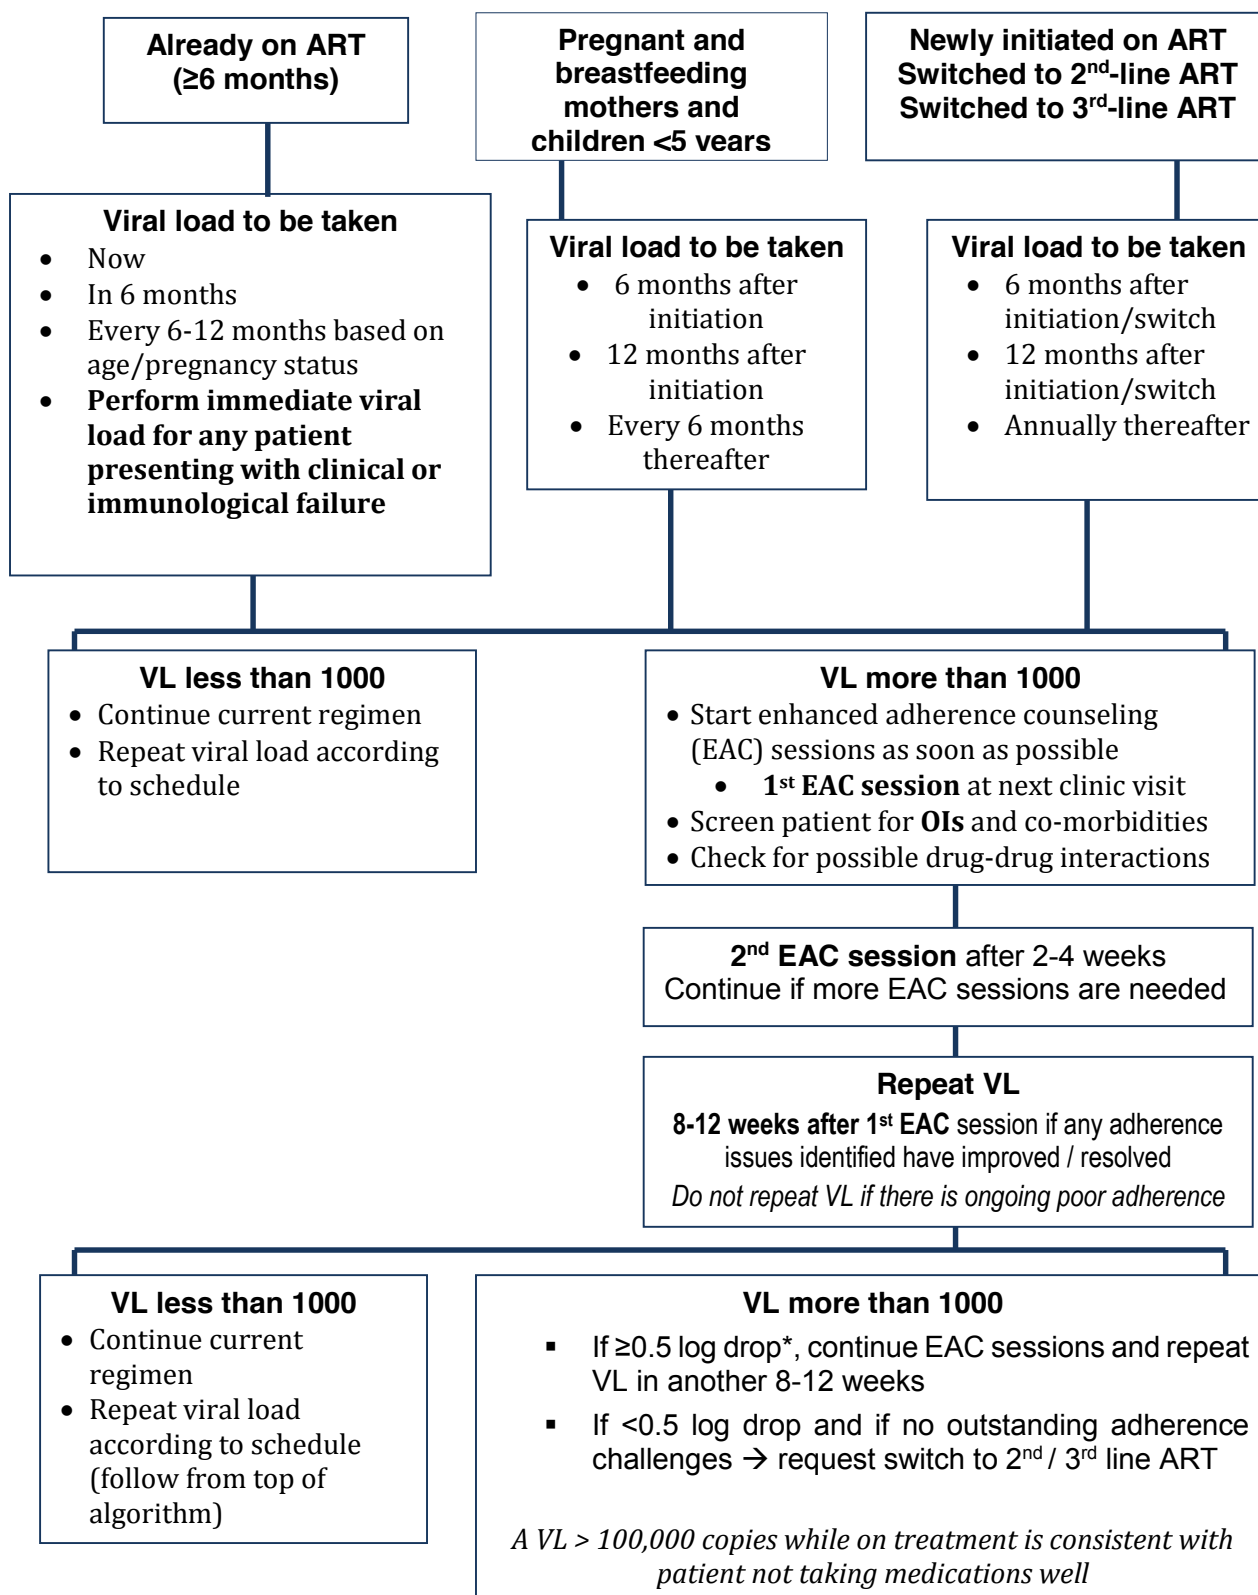 Already on ART
(≥6 months)
Pregnant and
breastfeeding
mothers and
children <5 years
Newly initiated on ART
Switched to 2nd-line ART
Switched to 3rd-line ART
Viral load to be taken
• Now
• In 6 months
• Every 6-12 months based on
age/pregnancy status
• Perform immediate viral
load for any patient
presenting with clinical or
immunological failure
Viral load to be taken
• 6 months after
initiation
• 12 months after
initiation
• Every 6 months
thereafter
Viral load to be taken
• 6 months after
initiation/switch
• 12 months after
initiation/switch
• Annually thereafter
VL less than 1000
• Continue current regimen
• Repeat viral load according
to schedule
VL more than 1000
• Start enhanced adherence counseling
(EAC) sessions as soon as possible
• 1st EAC session at next clinic visit
• Screen patient for OIs and co-morbidities
• Check for possible drug-drug interactions
2nd EAC session after 2-4 weeks
Continue if more EAC sessions are needed
Repeat VL
8-12 weeks after 1st EAC session if any adherence
issues identified have improved / resolved
Do not repeat VL if there is ongoing poor adherence
VL less than 1000
• Continue current
regimen
• Repeat viral load
according to schedule
(follow from top of
algorithm)
VL more than 1000
▪ If ≥0.5 log drop*, continue EAC sessions and repeat
VL in another 8-12 weeks
▪ If <0.5 log drop and if no outstanding adherence
challenges → request switch to 2nd / 3rd line ART
A VL > 100,000 copies while on treatment is consistent with
patient not taking medications well